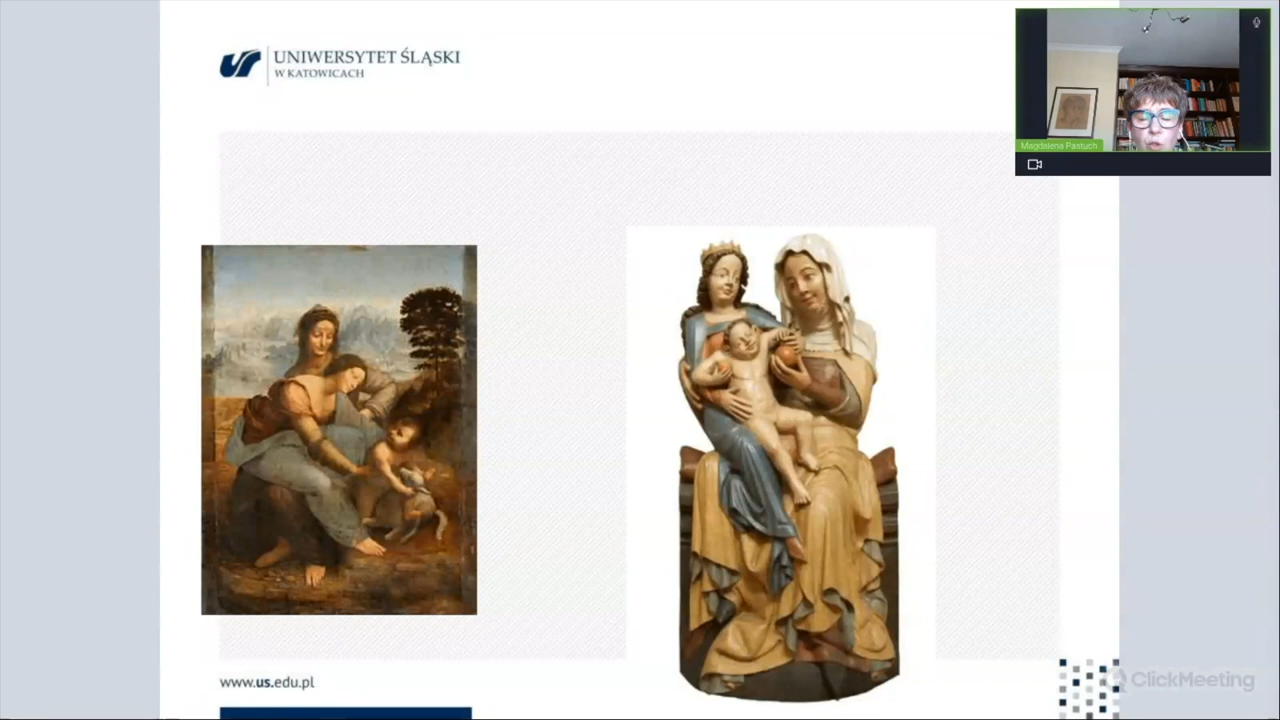 UNIWERSYTET ŚLĄSKI
W KATOWICACH
Magdalena Pastuch
www.us.edu.pl
ClickMeeting